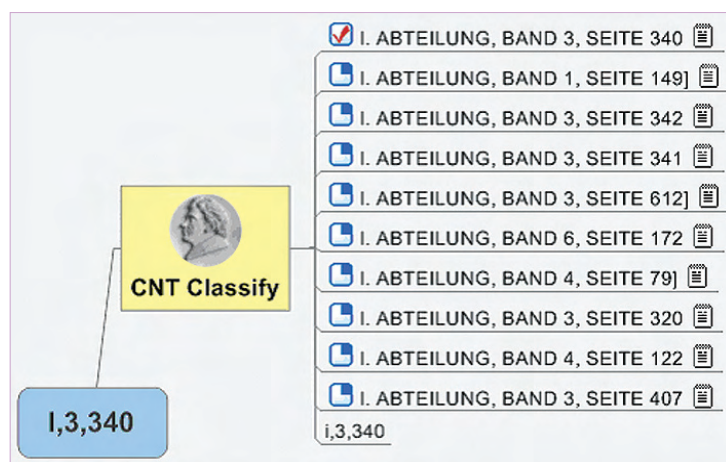 I. ABTEILUNG, BAND 3, SEITE 340
I. ABTEILUNG, BAND 1, SEITE 149]
I. ABTEILUNG, BAND 3, SEITE 342
I. ABTEILUNG, BAND 3, SEITE 341
I. ABTEILUNG, BAND 3, SEITE 612]
I. ABTEILUNG, BAND 6, SEITE 172
I. ABTEILUNG, BAND 4, SEITE 79]
I. ABTEILUNG, BAND 3, SEITE 320
I. ABTEILUNG, BAND 4, SEITE 122
I. ABTEILUNG, BAND 3, SEITE 407
i,3,340
CNT Classify
I,3,340